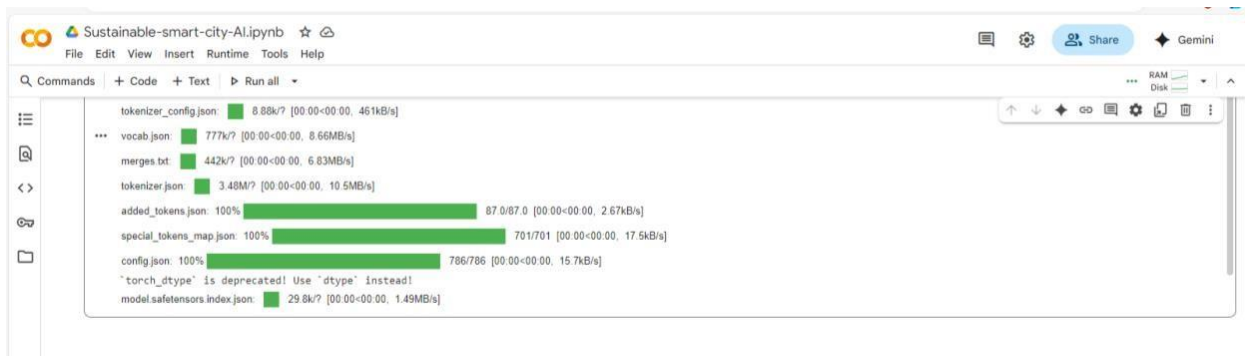 Sustainable-smart-city-AI.ipynb
File Edit View Insert Runtime Tools Help
Share
Gemini
Commands + Code + Text Run all
RAM
Disk
tokenizer_config.json: 8.88k/? [00:00<00:00, 461kB/s]
vocab.json: 777k/? [00:00<00:00, 8.66MB/s]
merges.txt: 442k/? [00:00<00:00, 6.83MB/s]
tokenizer.json: 3.48M/? [00:00<00:00, 10.5MB/s]
added_tokens.json: 100% 87.0/87.0 [00:00<00:00, 2.67kB/s]
special_tokens_map.json: 100% 701/701 [00:00<00:00, 17.5kB/s]
config.json: 100% 786/786 [00:00<00:00, 15.7kB/s]
`torch_dtype` is deprecated! Use `dtype` instead!
model.safetensors.index.json: 29.8k/? [00:00<00:00, 1.49MB/s]